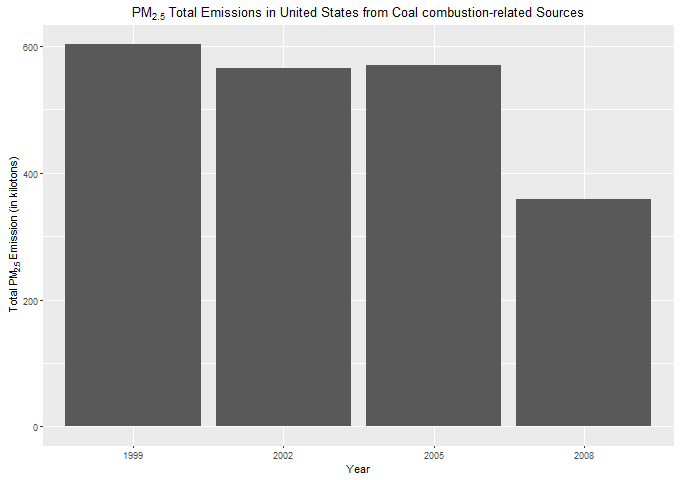 PM2.5 Total Emissions in United States from Coal combustion-related Sources
Total PM2.5 Emission (in kilotons)
600
400
200
0
1999 2002 2005 2008
Year